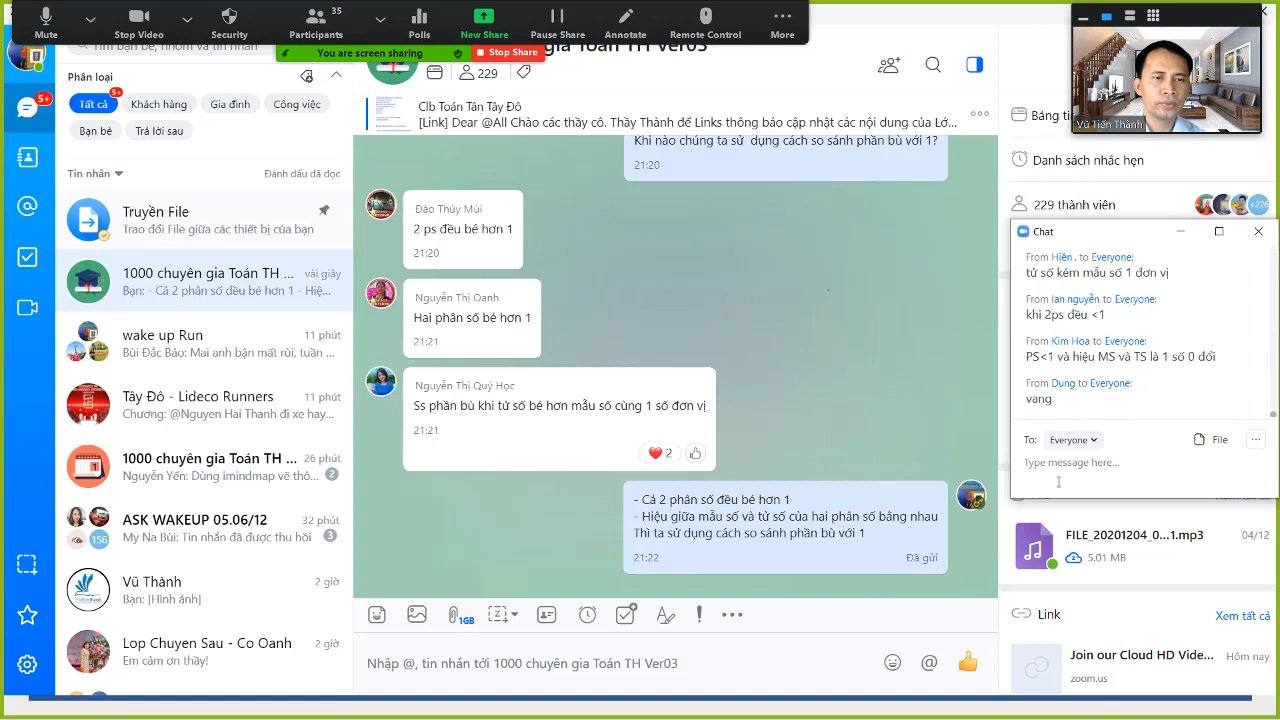 Mute
Stop Video
Security
Participants
35
Polls
New Share
Pause Share
Annotate
Remote Control
More
You are screen sharing
Stop Share
gia Toán TH Ver03
229
Phân loại
Tất cả
5+
Khách hàng
Gia đình
Công việc
Bạn bè
Trả lời sau
Tin nhắn
Đánh dấu đã đọc
5+
Truyền File
Trao đổi File giữa các thiết bị của bạn
1000 chuyên gia Toán TH ...
vài giây
Bạn: - Cả 2 phân số đều bé hơn 1 - Hiệ...
wake up Run
11 phút
Bùi Đắc Bảo: Mai anh bận mất rùi, tuần ...
Tây Đô - Lideco Runners
11 phút
Chương: @Nguyen Hai Thanh đi xe hay...
1000 chuyên gia Toán TH ...
26 phút
Nguyễn Yến: Dùng imindmap vẽ thô...
2
ASK WAKEUP 05.06/12
32 phút
156
My Na Bùi: Tin nhắn đã được thu hồi
3
Vũ Thành
2 giờ
Bạn: [Hình ảnh]
Lop Chuyen Sau - Co Oanh
2 giờ
Em cảm ơn thầy!
Clb Toán Tân Tây Đô
[Link] Dear @All Chào các thầy cô. Thầy Thành để Links thông báo cập nhật các nội dung của Lớ...
Khi nào chúng ta sử dụng cách so sánh phần bù với 1?
21:20
Đào Thúy Mùi
2 ps đều bé hơn 1
21:20
Nguyễn Thị Oanh
Hai phân số bé hơn 1
21:21
Nguyễn Thị Quý Học
Ss phần bù khi tử số bé hơn mẫu số cùng 1 số đơn vị
21:21
2
- Cả 2 phân số đều bé hơn 1
- Hiệu giữa mẫu số và tử số của hai phân số bằng nhau
Thì ta sử dụng cách so sánh phần bù với 1
21:22
Đã gửi
1GB
Nhập @, tin nhắn tới 1000 chuyên gia Toán TH Ver03
Vũ Tiến Thành
Bảng ti
Danh sách nhắc hẹn
229 thành viên
+226
Chat
From Hiên . to Everyone:
tử số kém mẫu số 1 đơn vị
From lan nguyễn to Everyone:
khi 2ps đều <1
From Kim Hoa to Everyone:
PS<1 và hiệu MS và TS là 1 số 0 đổi
From Dung to Everyone:
vang
To:
Everyone
File
Type message here...
FILE_20201204_0...1.mp3
04/12
5.01 MB
Link
Xem tất cả
Join our Cloud HD Vide...
Hôm nay
zoom.us